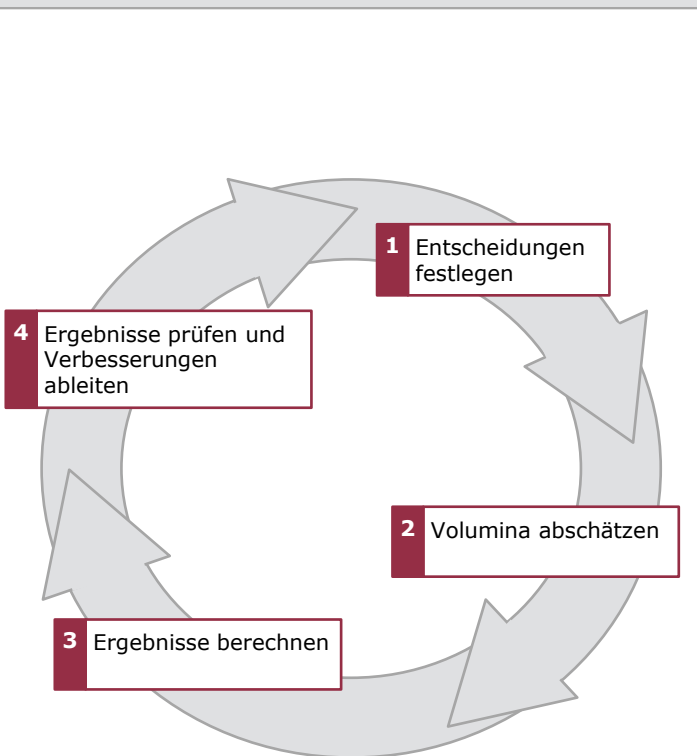 1 Entscheidungen
festlegen
2 Volumina abschätzen
3 Ergebnisse berechnen
4 Ergebnisse prüfen und
Verbesserungen
ableiten